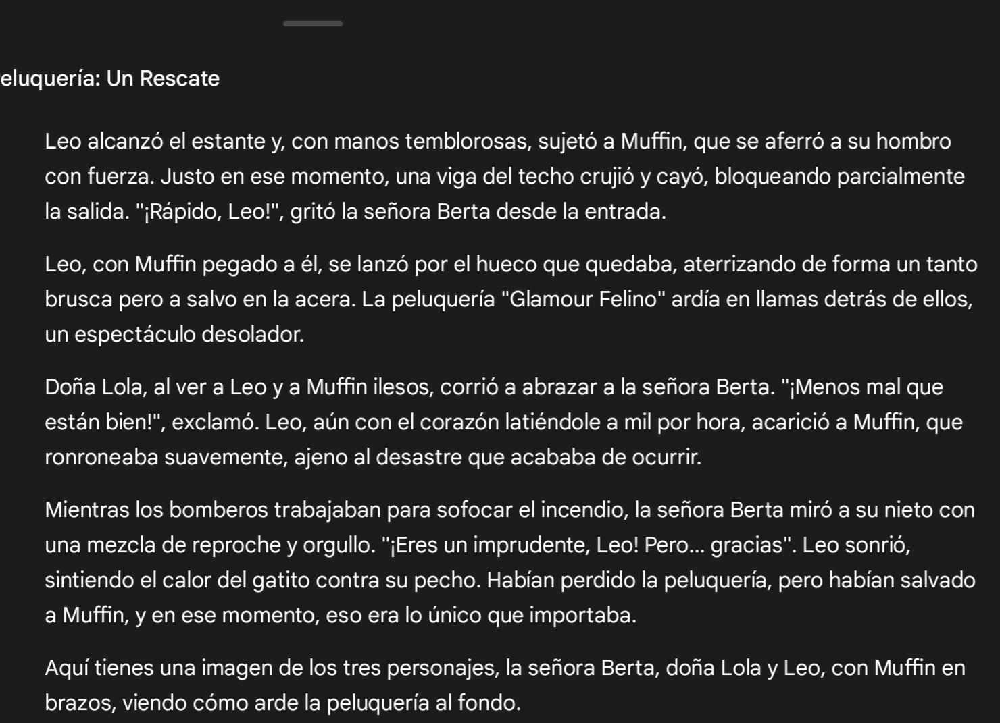 eluquería: Un Rescate
Leo alcanzó el estante y, con manos temblorosas, sujetó a Muffin, que se aferró a su hombro
con fuerza. Justo en ese momento, una viga del techo crujió y cayó, bloqueando parcialmente
la salida. "¡Rápido, Leo!", gritó la señora Berta desde la entrada.
Leo, con Muffin pegado a él, se lanzó por el hueco que quedaba, aterrizando de forma un tanto
brusca pero a salvo en la acera. La peluquería "Glamour Felino" ardía en llamas detrás de ellos,
un espectáculo desolador.
Doña Lola, al ver a Leo y a Muffin ilesos, corrió a abrazar a la señora Berta. "¡Menos mal que
están bien!", exclamó. Leo, aún con el corazón latiéndole a mil por hora, acarició a Muffin, que
ronroneaba suavemente, ajeno al desastre que acababa de ocurrir.
Mientras los bomberos trabajaban para sofocar el incendio, la señora Berta miró a su nieto con
una mezcla de reproche y orgullo. "¡Eres un imprudente, Leo! Pero... gracias". Leo sonrió,
sintiendo el calor del gatito contra su pecho. Habían perdido la peluquería, pero habían salvado
a Muffin, y en ese momento, eso era lo único que importaba.
Aquí tienes una imagen de los tres personajes, la señora Berta, doña Lola y Leo, con Muffin en
brazos, viendo cómo arde la peluquería al fondo.